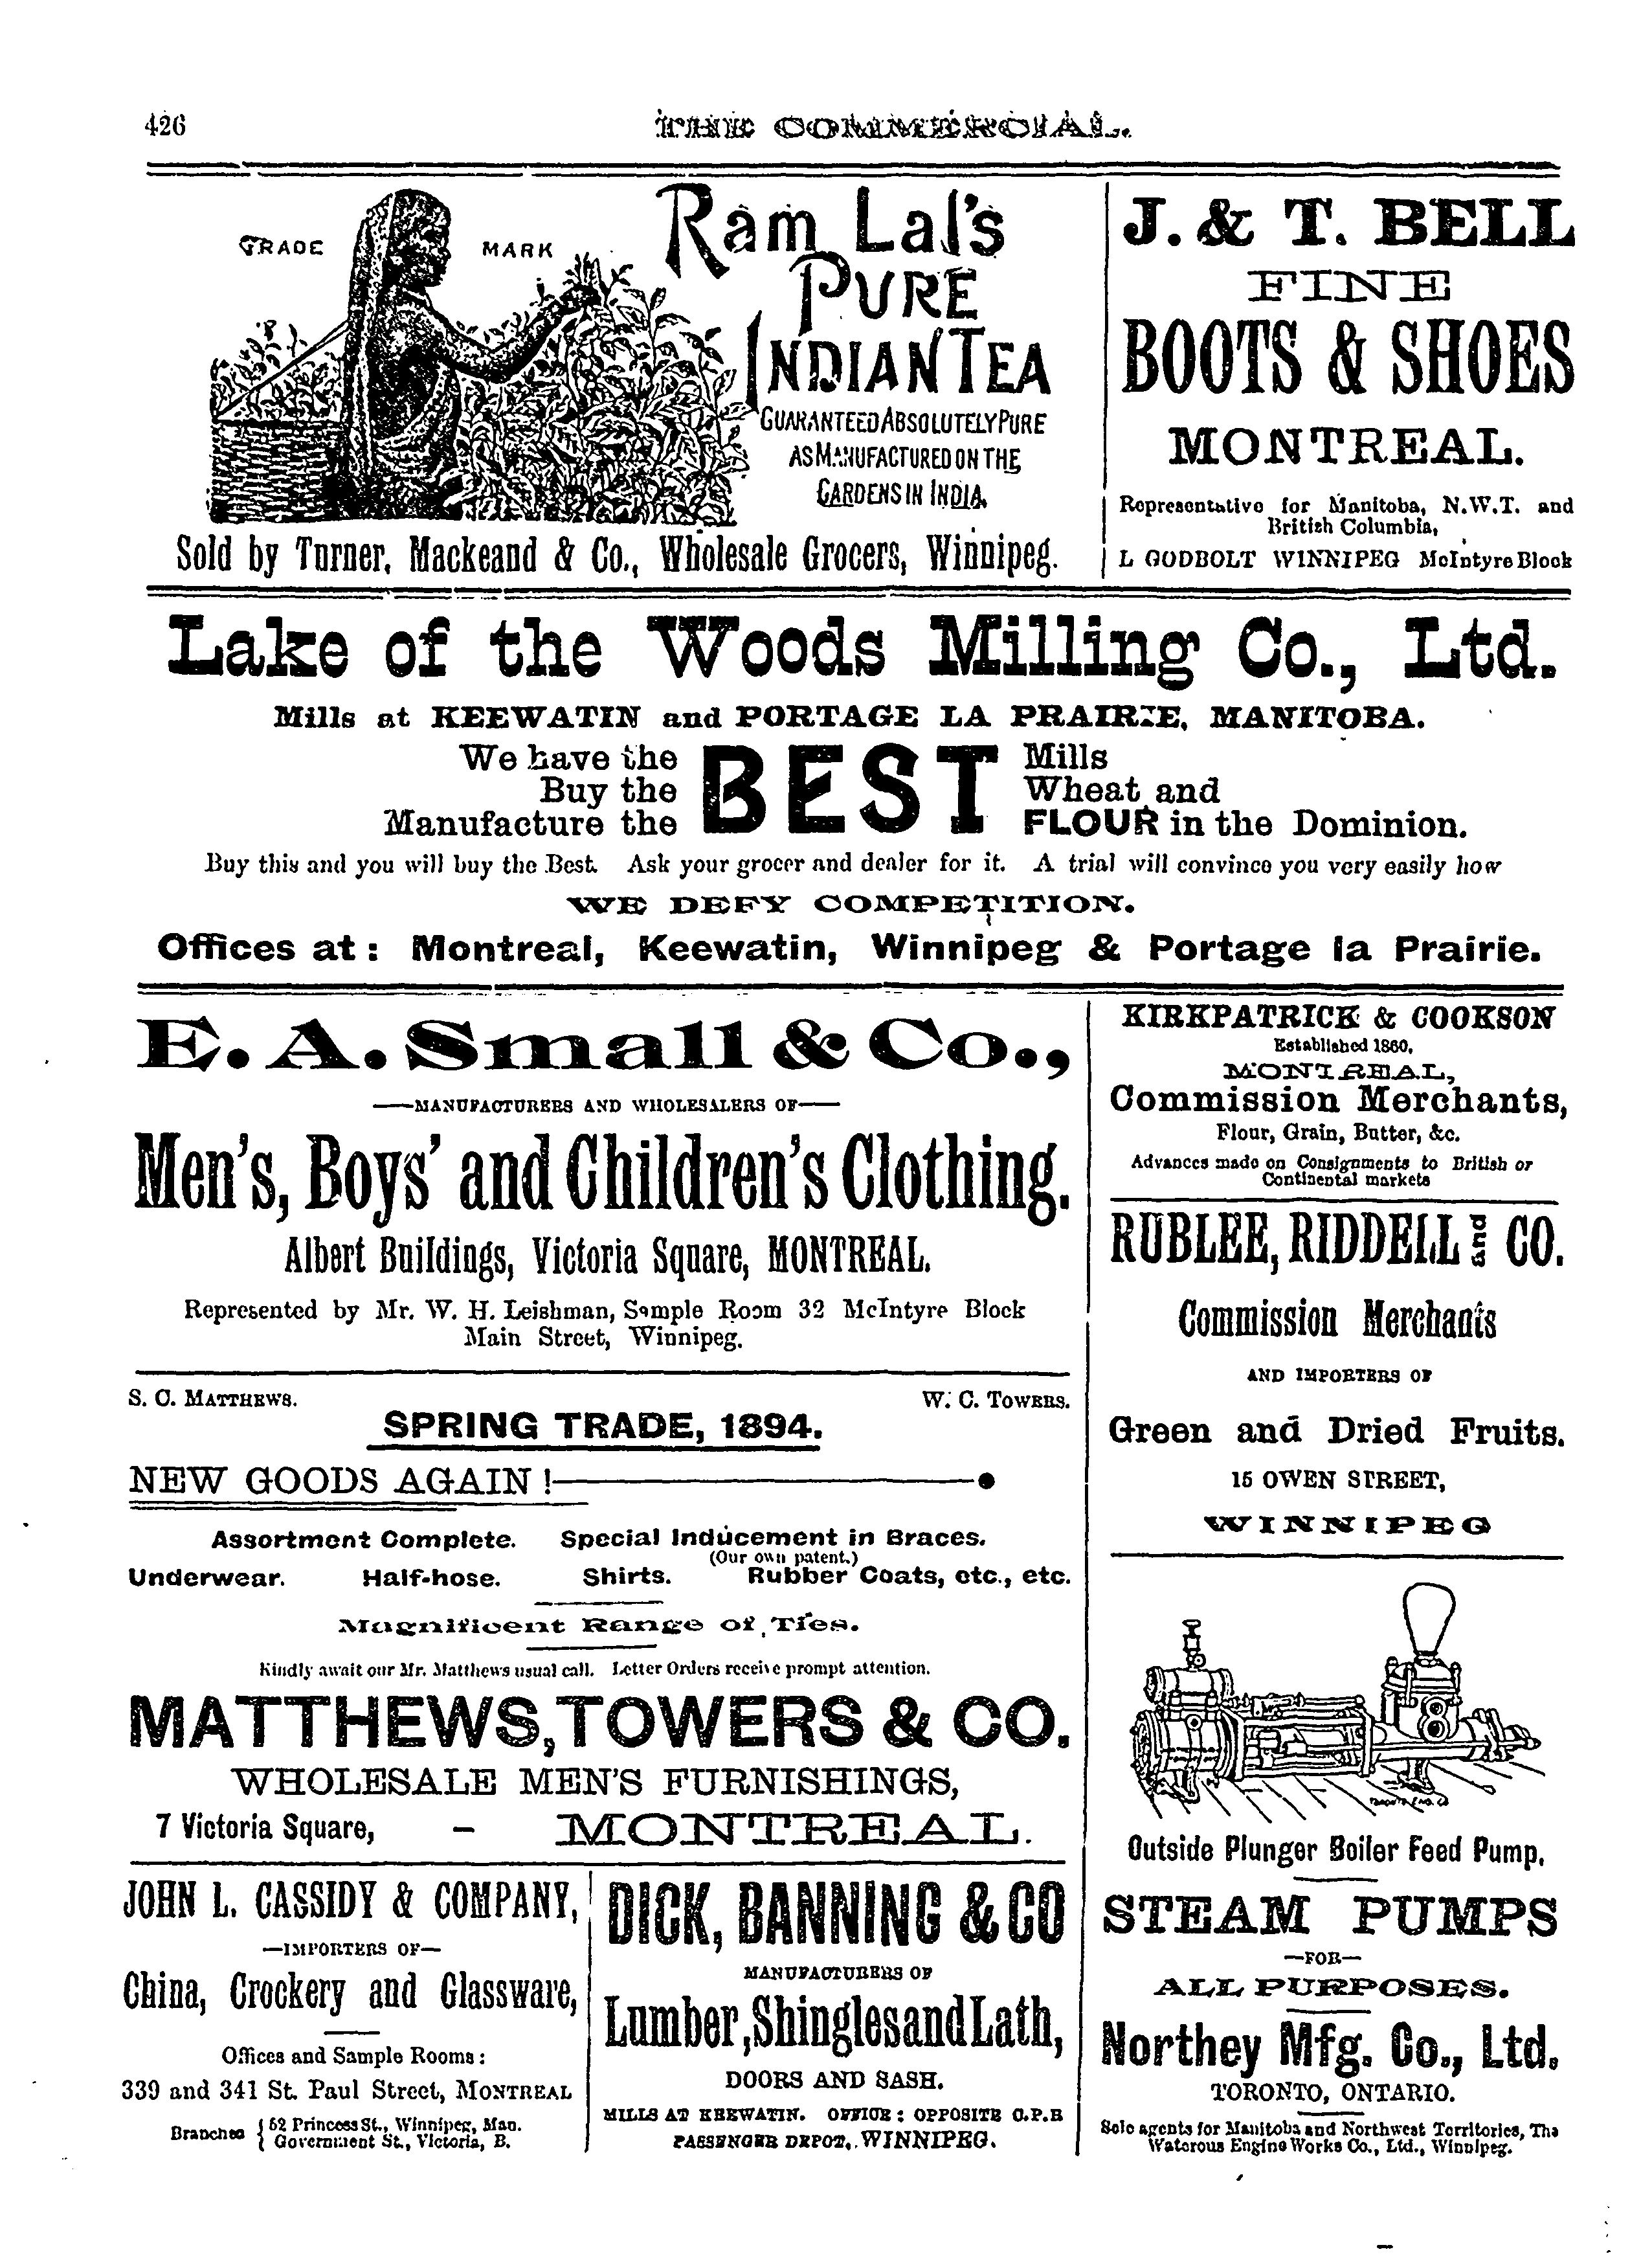 426
THE COMMERCIAL.
GRADE MARK
Ram Lal's
PURE
INDIAN TEA
GUARANTEED ABSOLUTELY PURE
AS MANUFACTURED ON THE
GARDENS IN INDIA.
Sold by Turner, Mackeand & Co., Wholesale Grocers, Winnipeg.
J. & T. BELL
FINE
BOOTS & SHOES
MONTREAL.
Representative for Manitoba, N.W.T. and
British Columbia,
L GODBOLT WINNIPEG McIntyre Block
Lake of the Woods Milling Co., Ltd.
Mills at KEEWATIN and PORTAGE LA PRAIRIE, MANITOBA.
We have the BEST Mills
Buy the Wheat and
Manufacture the FLOUR in the Dominion.
Buy this and you will buy the Best. Ask your grocer and dealer for it. A trial will convince you very easily how
WE DEFY COMPETITION.
Offices at: Montreal, Keewatin, Winnipeg & Portage la Prairie.
E. A. Small & Co.,
—MANUFACTURERS AND WHOLESALERS OF—
Men's, Boys' and Children's Clothing.
Albert Buildings, Victoria Square, MONTREAL.
Represented by Mr. W. H. Leishman, Sample Room 32 McIntyre Block
Main Street, Winnipeg.
S. C. MATTHEWS. W. C. TOWERS.
SPRING TRADE, 1894.
NEW GOODS AGAIN!
Assortment Complete. Special Inducement in Braces.
(Our own patent.)
Underwear. Half-hose. Shirts. Rubber Coats, etc., etc.
Magnificent Range of Ties.
Kindly await our Mr. Matthews usual call. Letter Orders receive prompt attention.
MATTHEWS, TOWERS & CO.
WHOLESALE MEN'S FURNISHINGS,
7 Victoria Square, – MONTREAL.
JOHN L. CASSIDY & COMPANY,
—IMPORTERS OF—
China, Crockery and Glassware,
Offices and Sample Rooms:
339 and 341 St. Paul Street, MONTREAL
Branches { 52 Princess St., Winnipeg, Man.
{ Government St., Victoria, B.
DICK, BANNING & CO
MANUFACTURERS OF
Lumber, Shingles and Lath,
DOORS AND SASH.
MILLS AT KEEWATIN. OFFICE: OPPOSITE C.P.R
PASSENGER DEPOT, WINNIPEG.
KIRKPATRICK & COOKSON
Established 1860,
MONTREAL,
Commission Merchants,
Flour, Grain, Butter, &c.
Advances made on Consignments to British or
Continental markets
RUBLEE, RIDDELL and CO.
Commission Merchants
AND IMPORTERS OF
Green and Dried Fruits.
15 OWEN STREET,
WINNIPEG
TORONTO ENG. CO
Outside Plunger Boiler Feed Pump,
STEAM PUMPS
—FOR—
ALL PURPOSES.
Northey Mfg. Co., Ltd.
TORONTO, ONTARIO.
Sole agents for Manitoba and Northwest Territories, The
Waterous Engine Works Co., Ltd., Winnipeg.